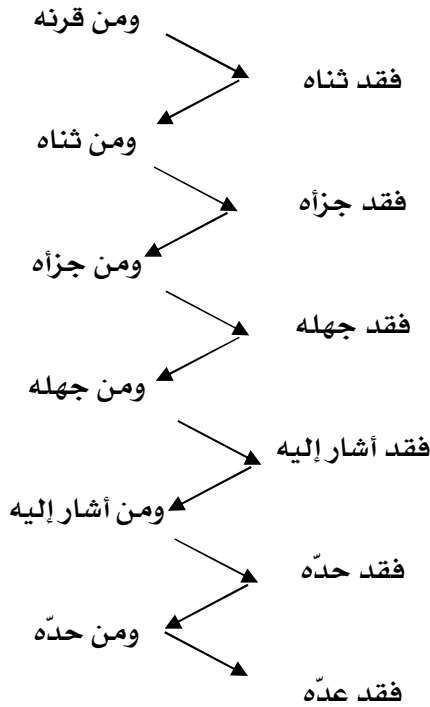 ومن قرنه
فقد ثناه
ومن ثناه
فقد جزأه
ومن جزأه
فقد جهله
ومن جهله
فقد أشار إليه
ومن أشار إليه
فقد حدّه
ومن حدّه
فقد عدّه